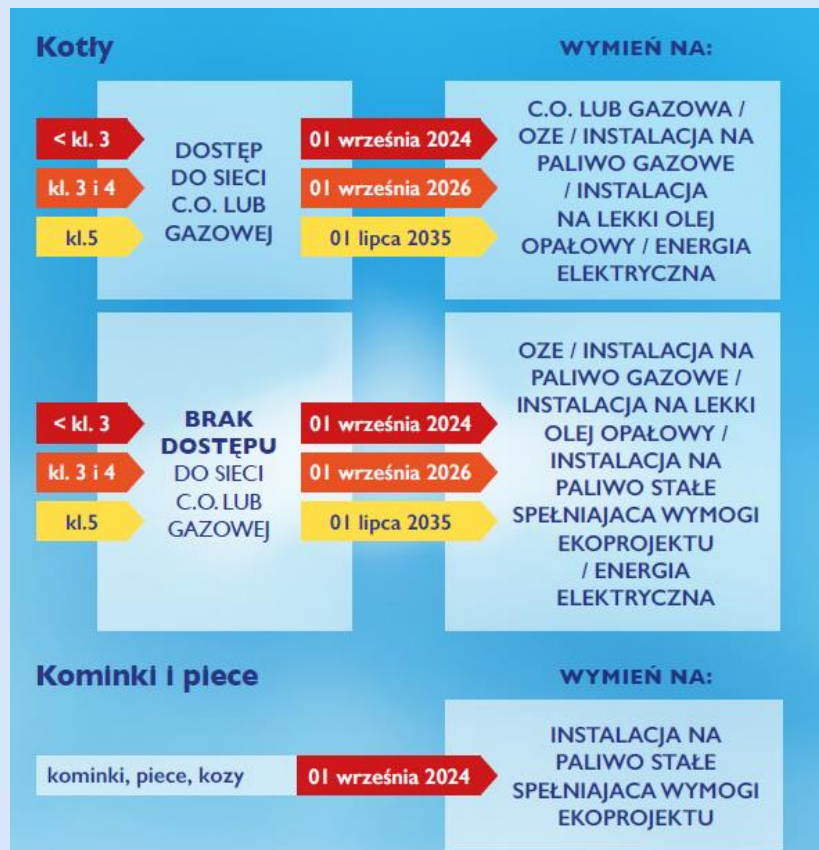 Kotły
WYMIEŃ NA:
< kl. 3
kl. 3 i 4
kl.5
DOSTĘP
DO SIECI
C.O. LUB
GAZOWEJ
01 września 2024
01 września 2026
01 lipca 2035
C.O. LUB GAZOWA /
OZE / INSTALACJA NA
PALIWO GAZOWE
/ INSTALACJA
NA LEKKI OLEJ
OPAŁOWY / ENERGIA
ELEKTRYCZNA
< kl. 3
kl. 3 i 4
kl.5
BRAK
DOSTĘPU
DO SIECI
C.O. LUB
GAZOWEJ
01 września 2024
01 września 2026
01 lipca 2035
OZE / INSTALACJA NA
PALIWO GAZOWE /
INSTALACJA NA LEKKI
OLEJ OPAŁOWY /
INSTALACJA NA
PALIWO STAŁE
SPEŁNIAJACA WYMOGI
EKOPROJEKTU
/ ENERGIA
ELEKTRYCZNA
Kominki i piece
WYMIEŃ NA:
kominki, piece, kozy
01 września 2024
INSTALACJA NA
PALIWO STAŁE
SPEŁNIAJACA WYMOGI
EKOPROJEKTU